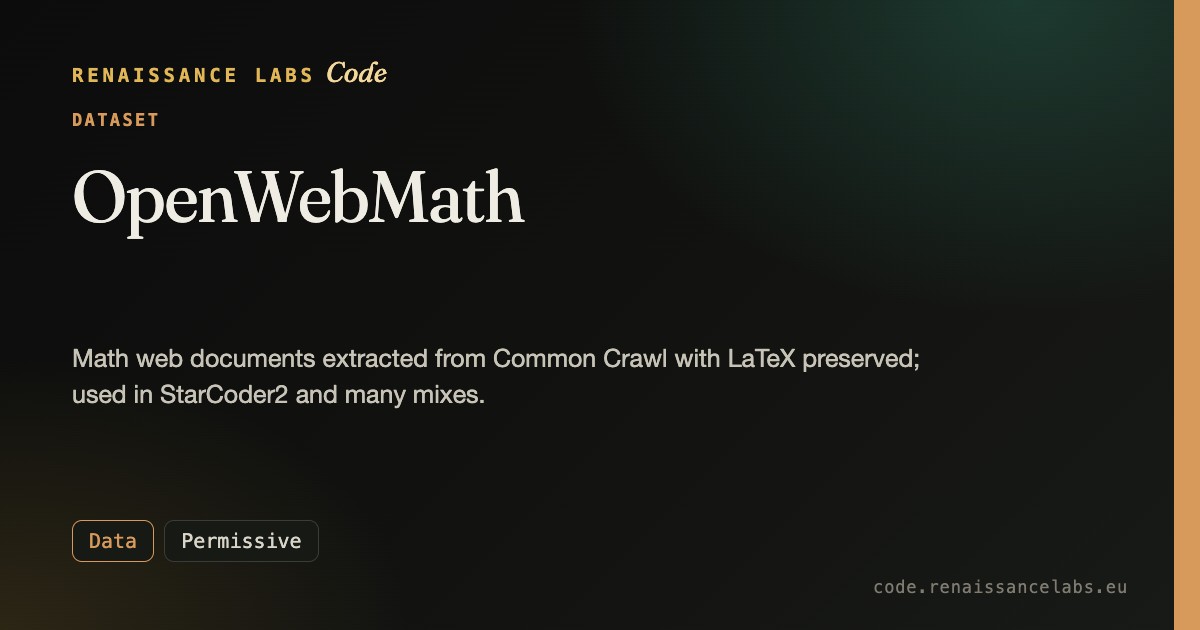 RENAISSANCE LABS Code
DATASET
OpenWebMath
Math web documents extracted from Common Crawl with LaTeX preserved;
used in StarCoder2 and many mixes.
Data Permissive
code.renaissancelabs.eu